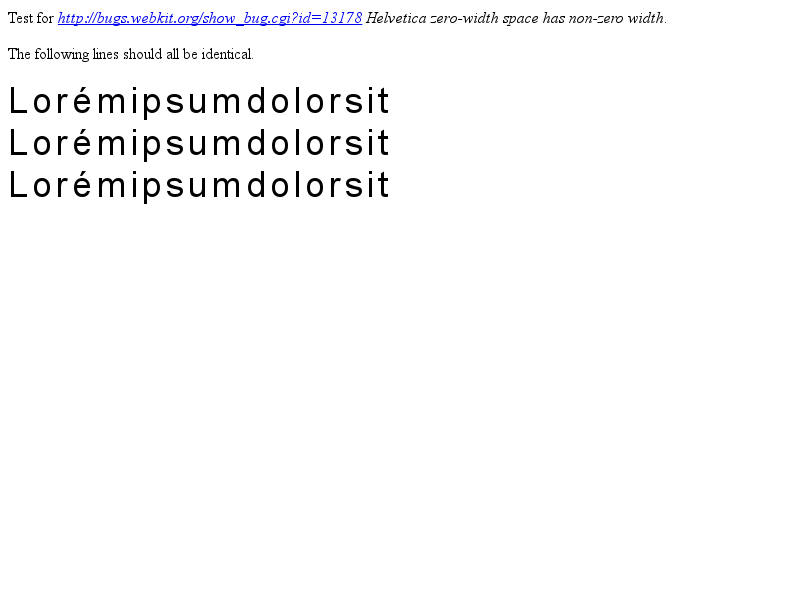 Test for http://bugs.webkit.org/show_bug.cgi?id=13178 Helvetica zero-width space has non-zero width.
The following lines should all be identical.
Lorémipsumdolorsit
Lorémipsumdolorsit
Lorémipsumdolorsit